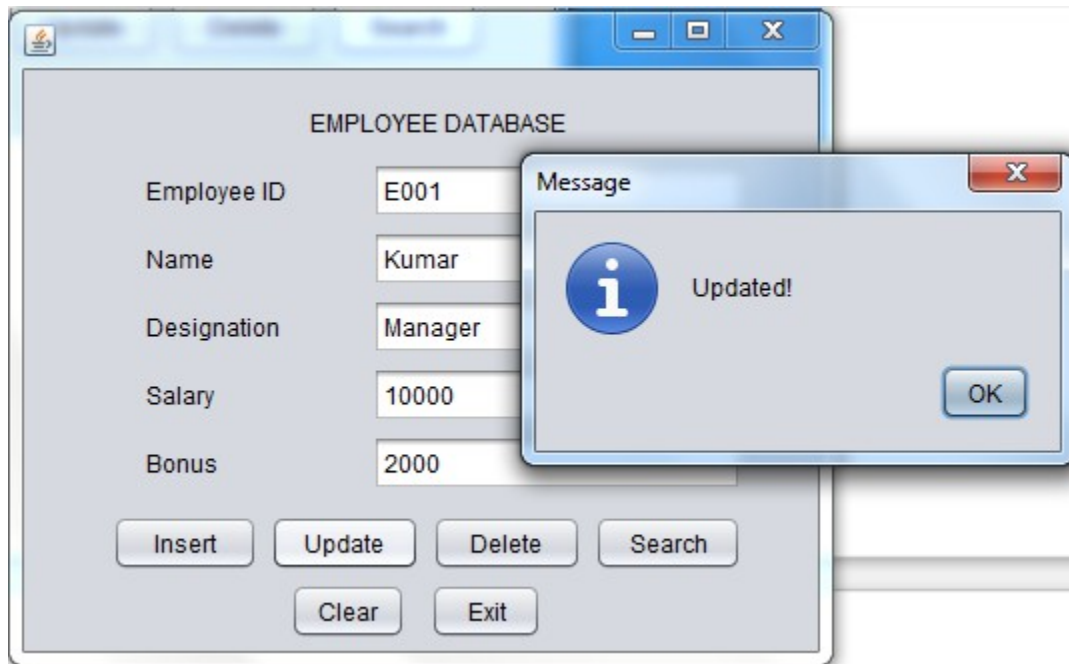 EMPLOYEE DATABASE
Employee ID E001
Name Kumar
Designation Manager
Salary 10000
Bonus 2000
Insert Update Delete Search
Clear Exit
Message
Updated!
OK